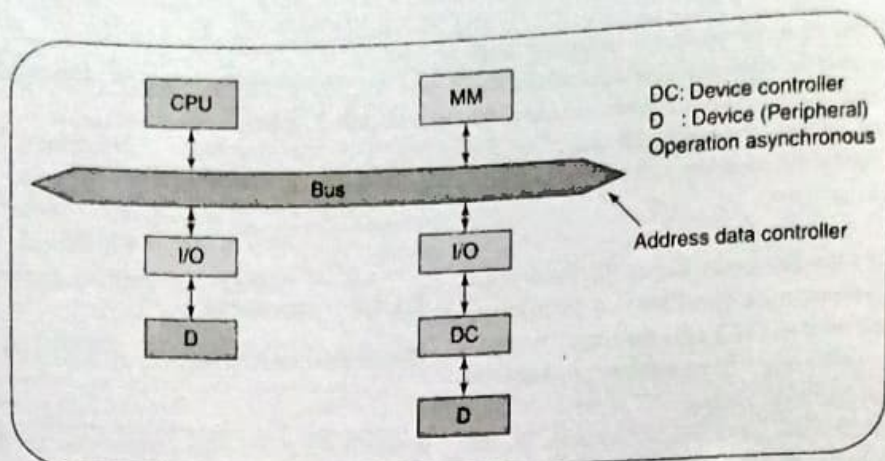 CPU
MM
DC: Device controller
D : Device (Peripheral)
Operation asynchronous
Bus
Address data controller
I/O
I/O
D
DC
D